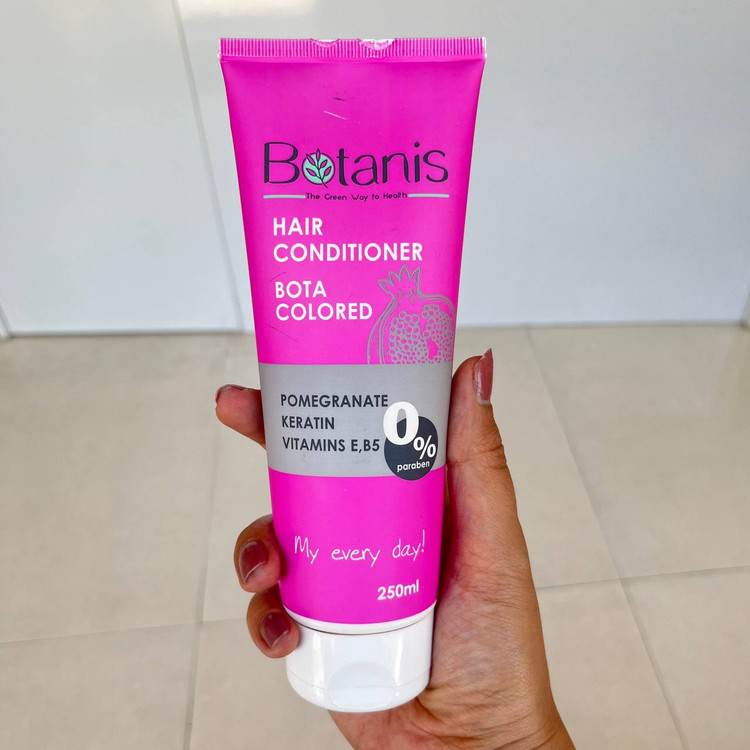 Botanis
The Green Way to Health
HAIR
CONDITIONER
BOTA
COLORED
POMEGRANATE
KERATIN
VITAMINS E,B5
0%
paraben
My every day!
250ml